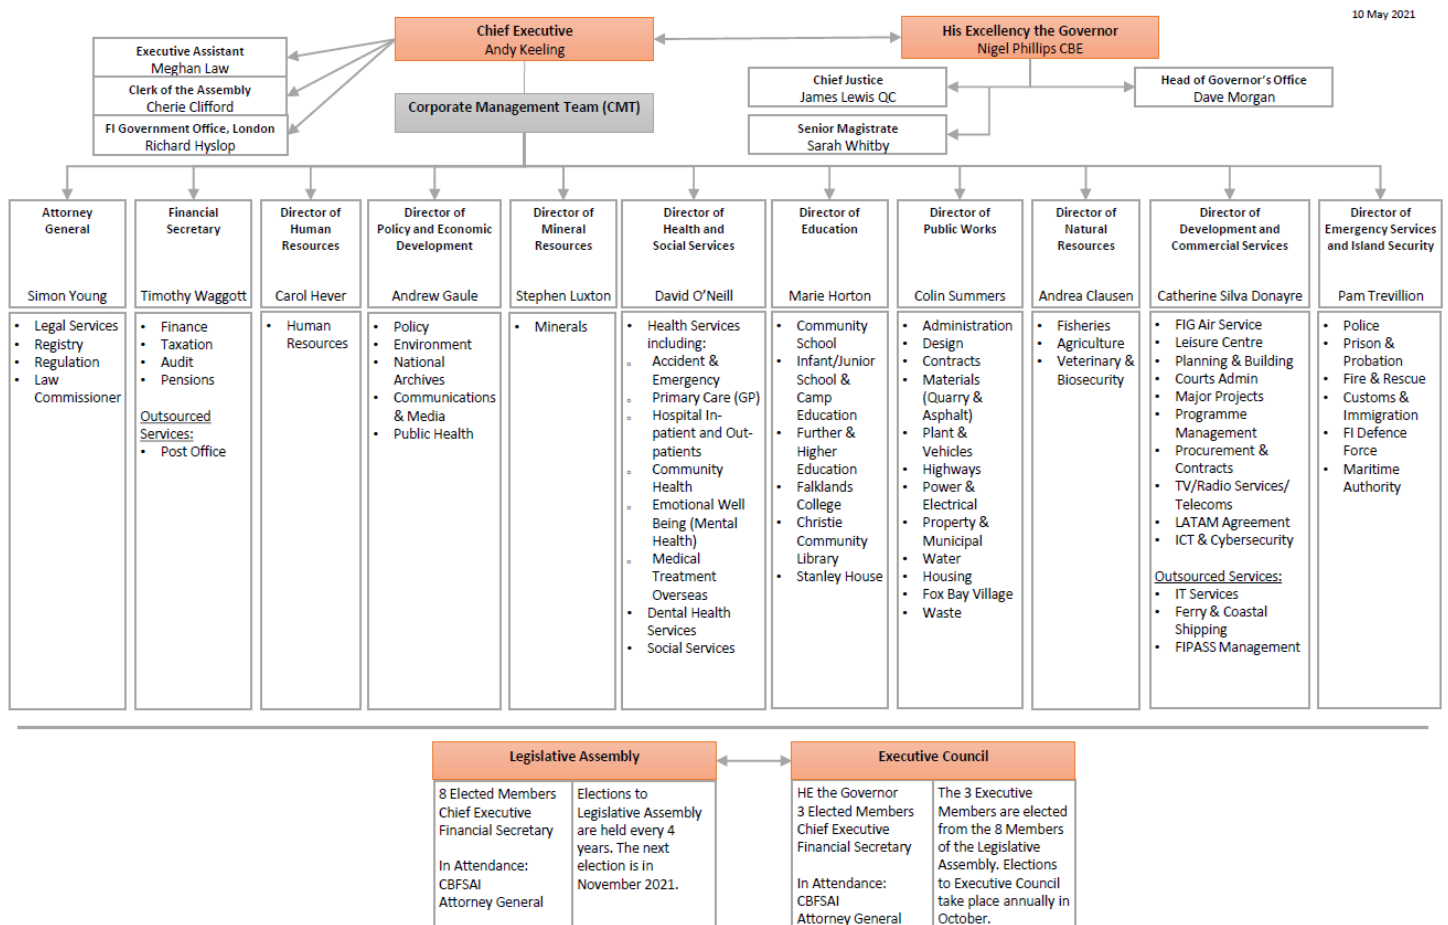 10 May 2021
Chief Executive
Andy Keeling
His Excellency the Governor
Nigel Phillips CBE
Executive Assistant
Meghan Law
Clerk of the Assembly
Cherie Clifford
FI Government Office, London
Richard Hyslop
Corporate Management Team (CMT)
Chief Justice
James Lewis QC
Senior Magistrate
Sarah Whitby
Head of Governor's Office
Dave Morgan
Attorney
General
Simon Young
• Legal Services
• Registry
• Regulation
• Law
Commissioner
Financial
Secretary
Timothy Waggott
• Finance
• Taxation
• Audit
• Pensions
Outsourced
Services:
• Post Office
Director of
Human
Resources
Carol Hever
• Human
Resources
Director of
Policy and Economic
Development
Andrew Gaule
• Policy
• Environment
• National
Archives
• Communications
& Media
• Public Health
Director of
Mineral
Resources
Stephen Luxton
• Minerals
Director of
Health and
Social Services
David O'Neill
• Health Services
including:
▫ Accident &
Emergency
▫ Primary Care (GP)
▫ Hospital In-
patient and Out-
patients
▫ Community
Health
▫ Emotional Well
Being (Mental
Health)
▫ Medical
Treatment
Overseas
• Dental Health
Services
• Social Services
Director of
Education
Marie Horton
• Community
School
• Infant/Junior
School &
Camp
Education
• Further &
Higher
Education
• Falklands
College
• Christie
Community
Library
• Stanley House
Director of
Public Works
Colin Summers
• Administration
• Design
• Contracts
• Materials
(Quarry &
Asphalt)
• Plant &
Vehicles
• Highways
• Power &
Electrical
• Property &
Municipal
• Water
• Housing
• Fox Bay Village
• Waste
Director of
Natural
Resources
Andrea Clausen
• Fisheries
• Agriculture
• Veterinary &
Biosecurity
Director of
Development and
Commercial Services
Catherine Silva Donayre
• FIG Air Service
• Leisure Centre
• Planning & Building
• Courts Admin
• Major Projects
• Programme
Management
• Procurement &
Contracts
• TV/Radio Services/
Telecoms
• LATAM Agreement
• ICT & Cybersecurity
Outsourced Services:
• IT Services
• Ferry & Coastal
Shipping
• FIPASS Management
Director of
Emergency Services
and Island Security
Pam Trevillion
• Police
• Prison &
Probation
• Fire & Rescue
• Customs &
Immigration
• FI Defence
Force
• Maritime
Authority
Legislative Assembly
8 Elected Members
Chief Executive
Financial Secretary
In Attendance:
CBFSAI
Attorney General
Elections to
Legislative Assembly
are held every 4
years. The next
election is in
November 2021.
Executive Council
HE the Governor
3 Elected Members
Chief Executive
Financial Secretary
In Attendance:
CBFSAI
Attorney General
The 3 Executive
Members are elected
from the 8 Members
of the Legislative
Assembly. Elections
to Executive Council
take place annually in
October.